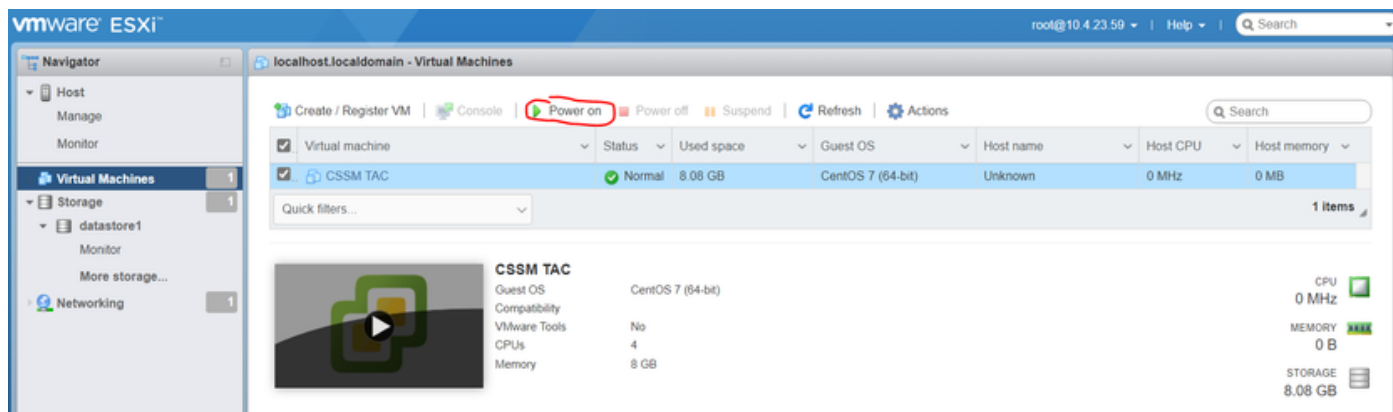 vmware ESXi™
root@10.4.23.59 | Help | Search
Navigator
Host
Manage
Monitor
Virtual Machines 1
Storage 1
datastore1
Monitor
More storage...
Networking 1
localhost.localdomain - Virtual Machines
Create / Register VM | Console | Power on Power off Suspend | Refresh | Actions Search
Virtual machine Status Used space Guest OS Host name Host CPU Host memory
CSSM TAC Normal 8.08 GB CentOS 7 (64-bit) Unknown 0 MHz 0 MB
Quick filters... 1 items
CSSM TAC
Guest OS CentOS 7 (64-bit)
Compatibility
VMware Tools No
CPUs 4
Memory 8 GB
CPU
0 MHz
MEMORY
0 B
STORAGE
8.08 GB